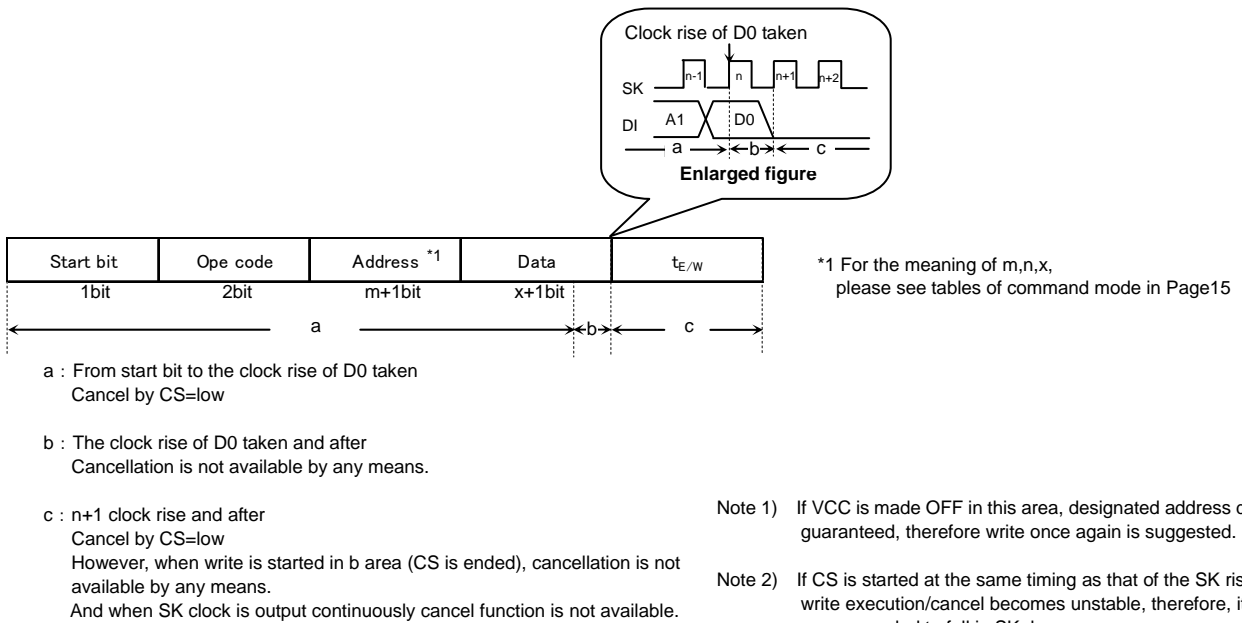 Clock rise of D0 taken
SK n-1 n n+1 n+2
DI A1 D0
a b c
Enlarged figure
Start bit Ope code Address *1 Data tE/W
1bit 2bit m+1bit x+1bit
a b c
*1 For the meaning of m,n,x,
please see tables of command mode in Page15
a : From start bit to the clock rise of D0 taken
Cancel by CS=low
b : The clock rise of D0 taken and after
Cancellation is not available by any means.
c : n+1 clock rise and after
Cancel by CS=low
However, when write is started in b area (CS is ended), cancellation is not
available by any means.
And when SK clock is output continuously cancel function is not available.
Note 1) If VCC is made OFF in this area, designated address
guaranteed, therefore write once again is suggested.
Note 2) If CS is started at the same timing as that of the SK
write execution/cancel becomes unstable, therefore,